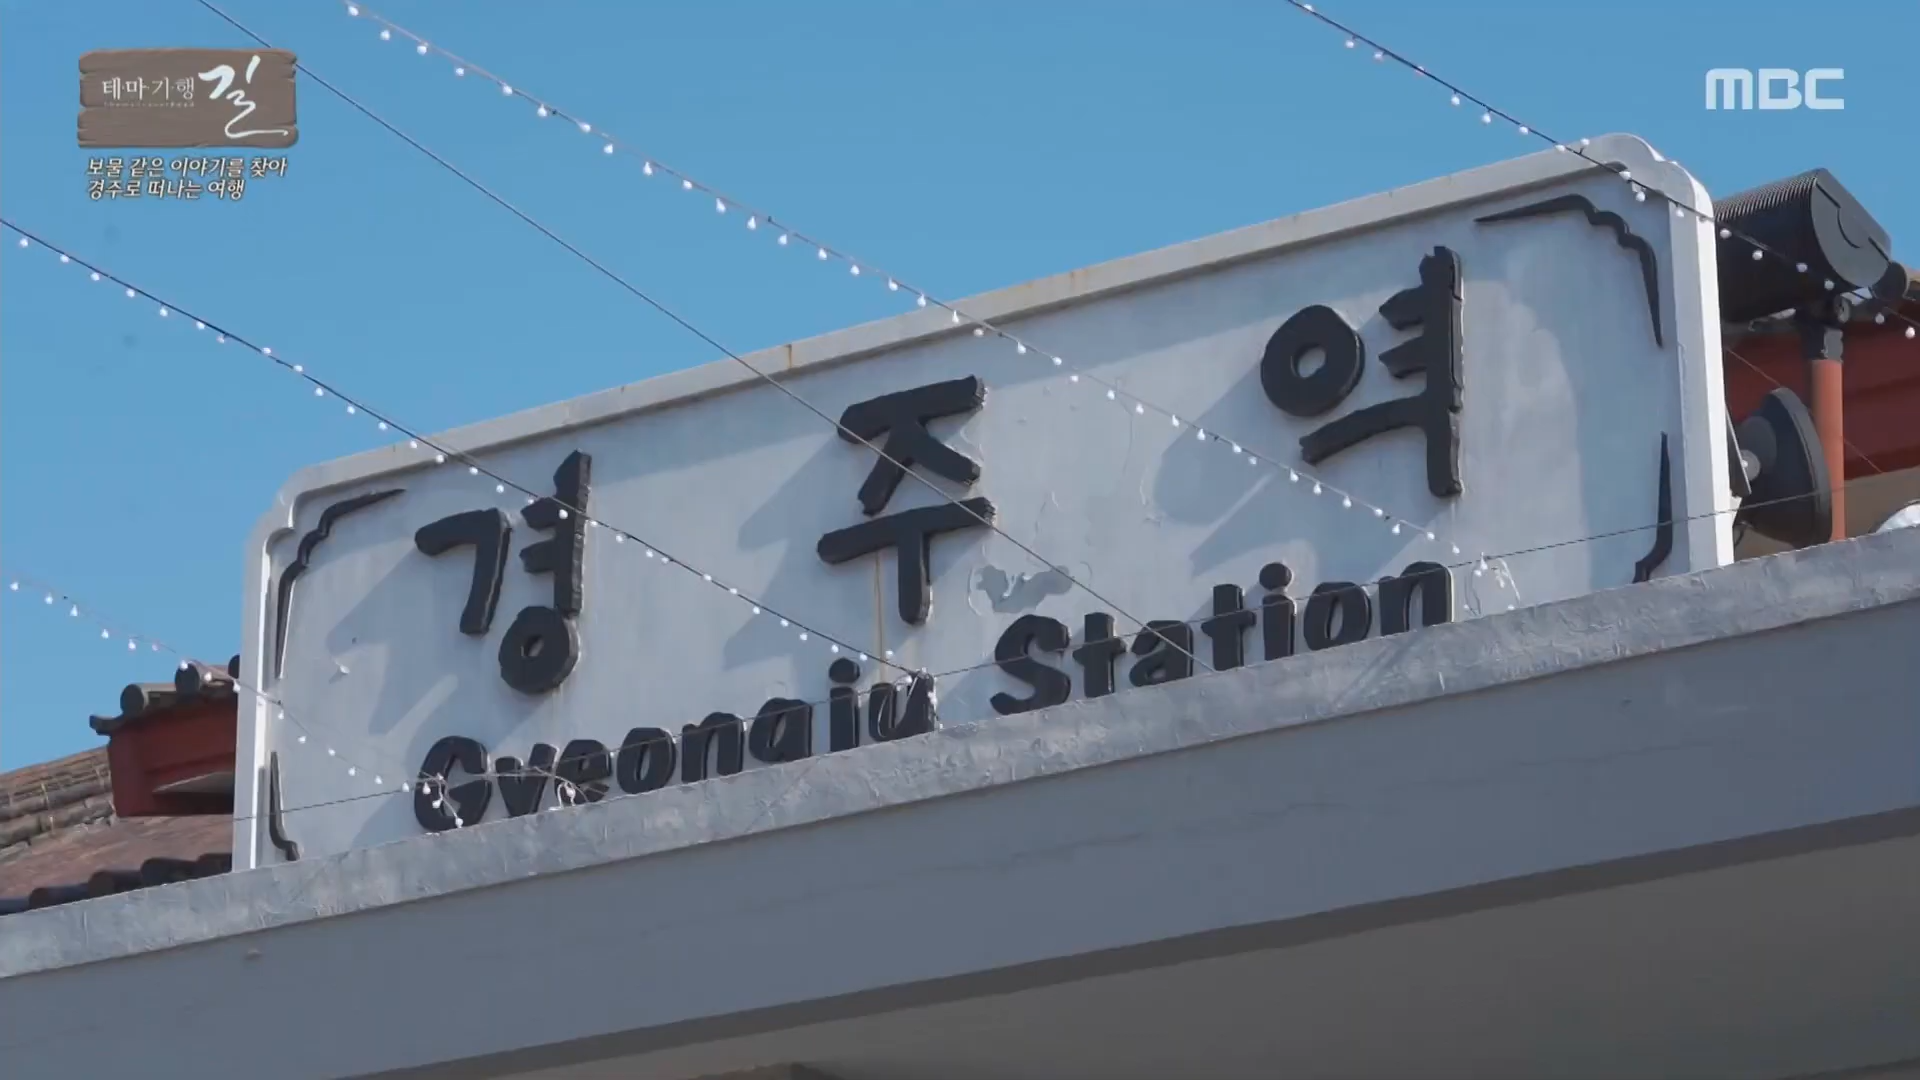 테·마·기·행 길
보물 같은 이야기를 찾아
경주로 떠나는 여행
MBC
경주역
Gyeongju Station